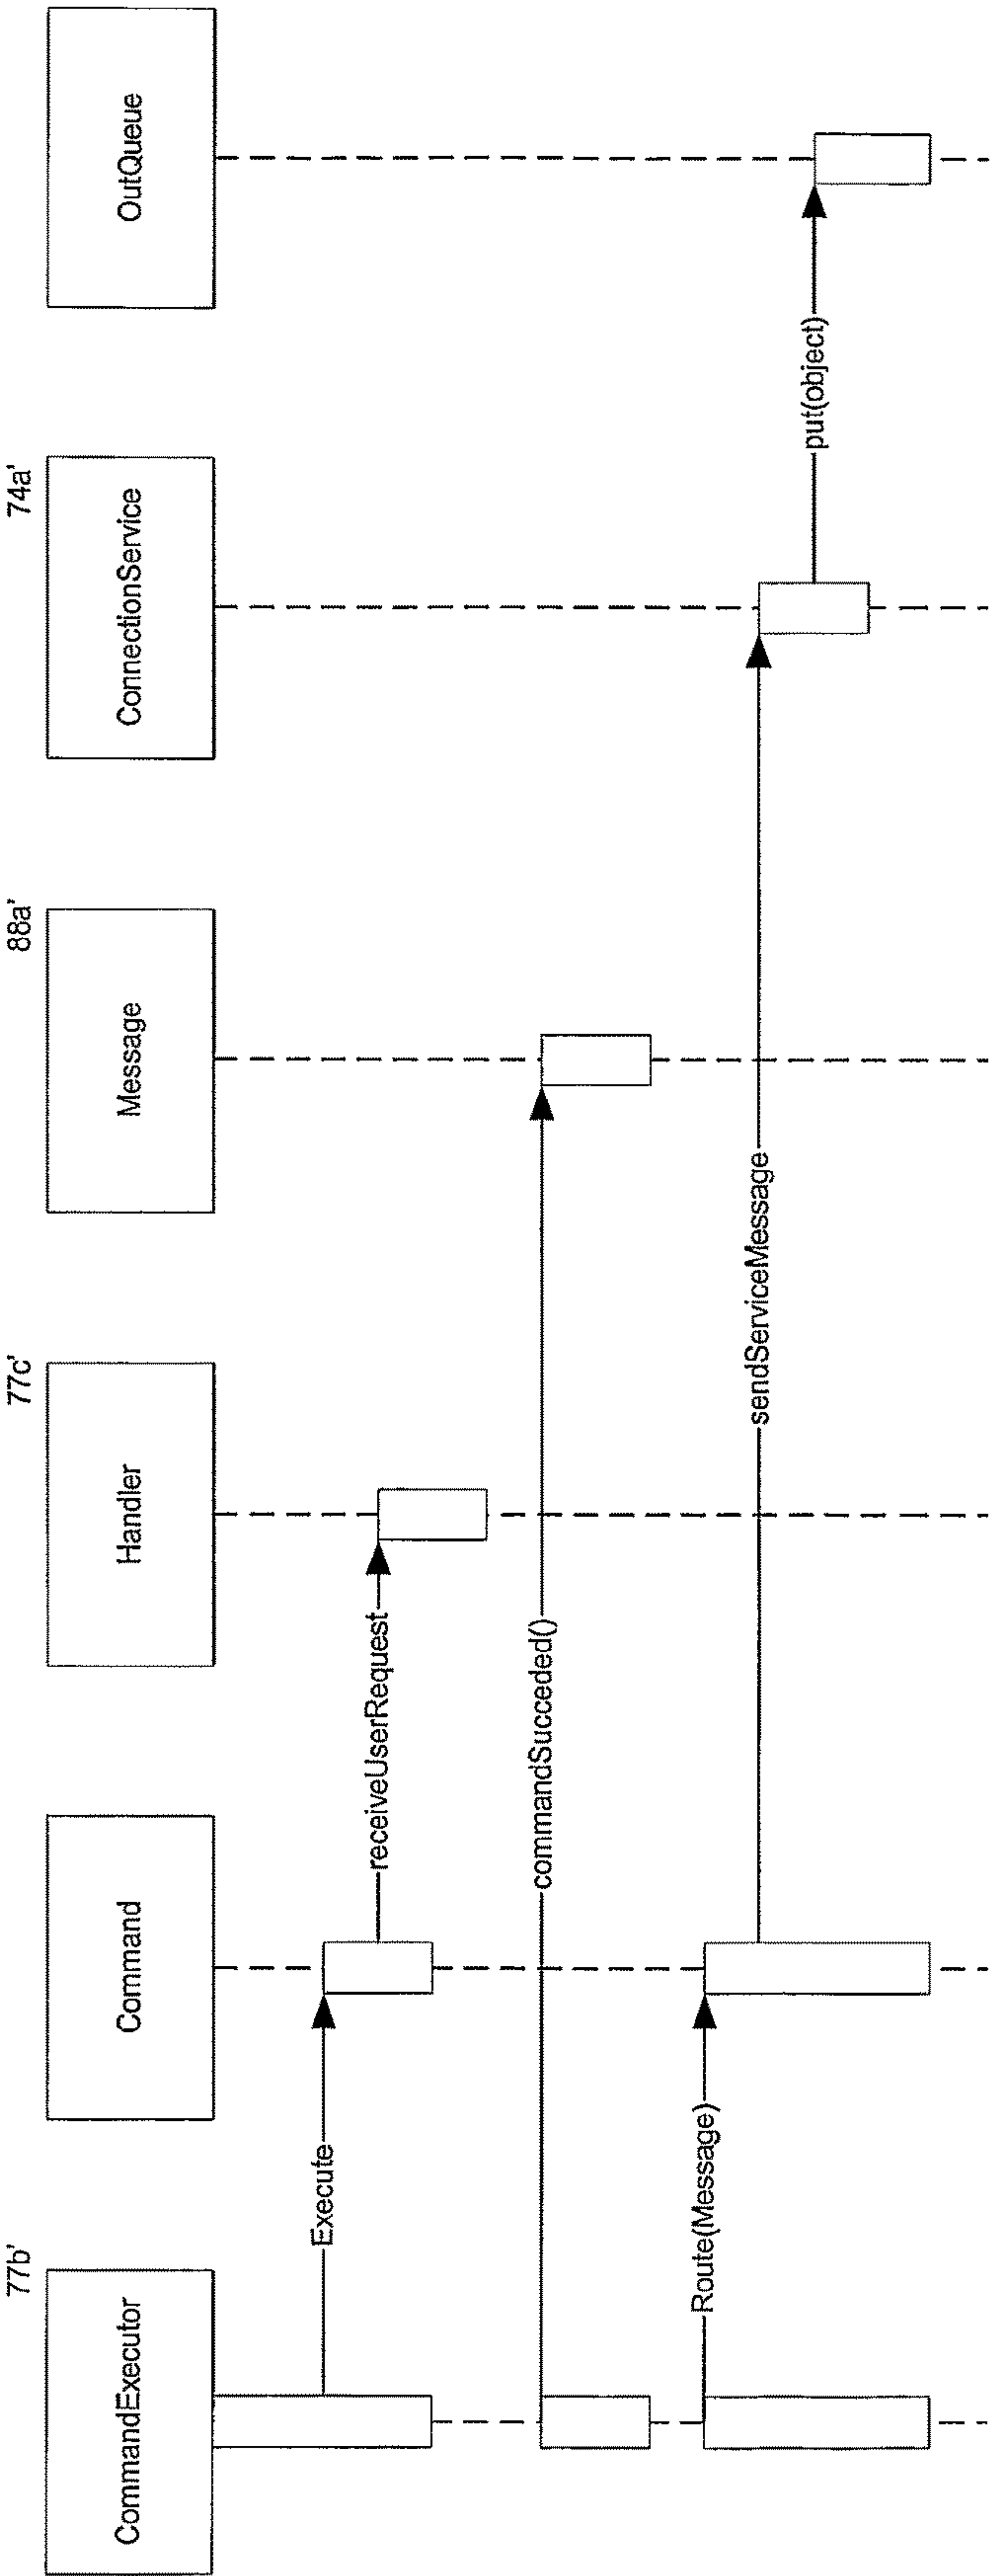 77b'
77c'
88a'
74a'
CommandExecutor
Command
Handler
Message
ConnectionService
OutQueue
Execute
receiveUserRequest
commandSucceded()
Route(Message)
sendServiceMessage
put(object)